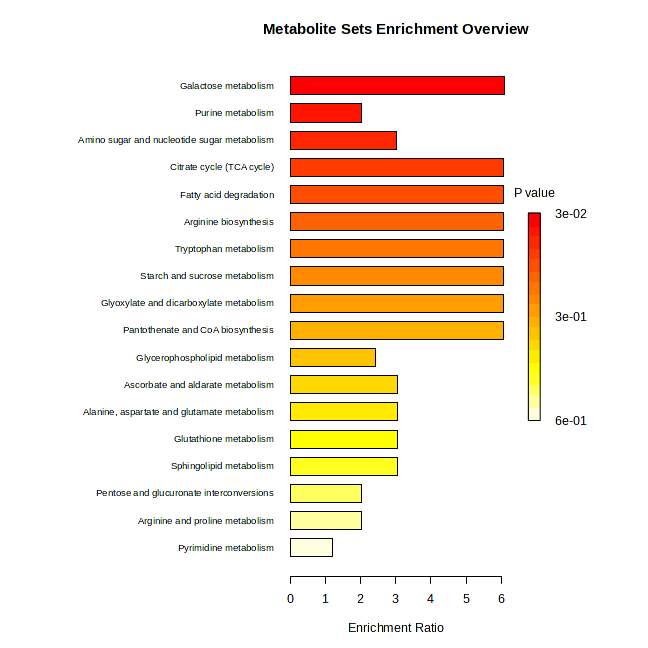 Metabolite Sets Enrichment Overview
Galactose metabolism
Purine metabolism
Amino sugar and nucleotide sugar metabolism
Citrate cycle (TCA cycle)
Fatty acid degradation
Arginine biosynthesis
Tryptophan metabolism
Starch and sucrose metabolism
Glyoxylate and dicarboxylate metabolism
Pantothenate and CoA biosynthesis
Glycerophospholipid metabolism
Ascorbate and aldarate metabolism
Alanine, aspartate and glutamate metabolism
Glutathione metabolism
Sphingolipid metabolism
Pentose and glucuronate interconversions
Arginine and proline metabolism
Pyrimidine metabolism
P value
3e-02
3e-01
6e-01
0 1 2 3 4 5 6
Enrichment Ratio